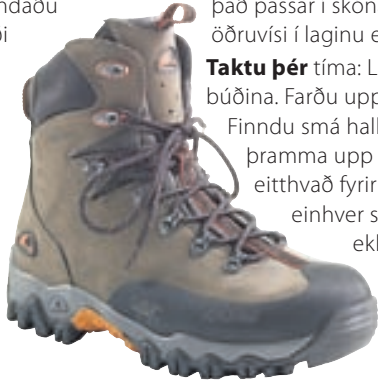 ndaðu
ði
það passar í skón
öðruvísi í laginu e
Taktu þér tíma: L
búðina. Farðu upp
Finndu smá hall
þramma upp
eitthvað fyrir
einhver s
ekk